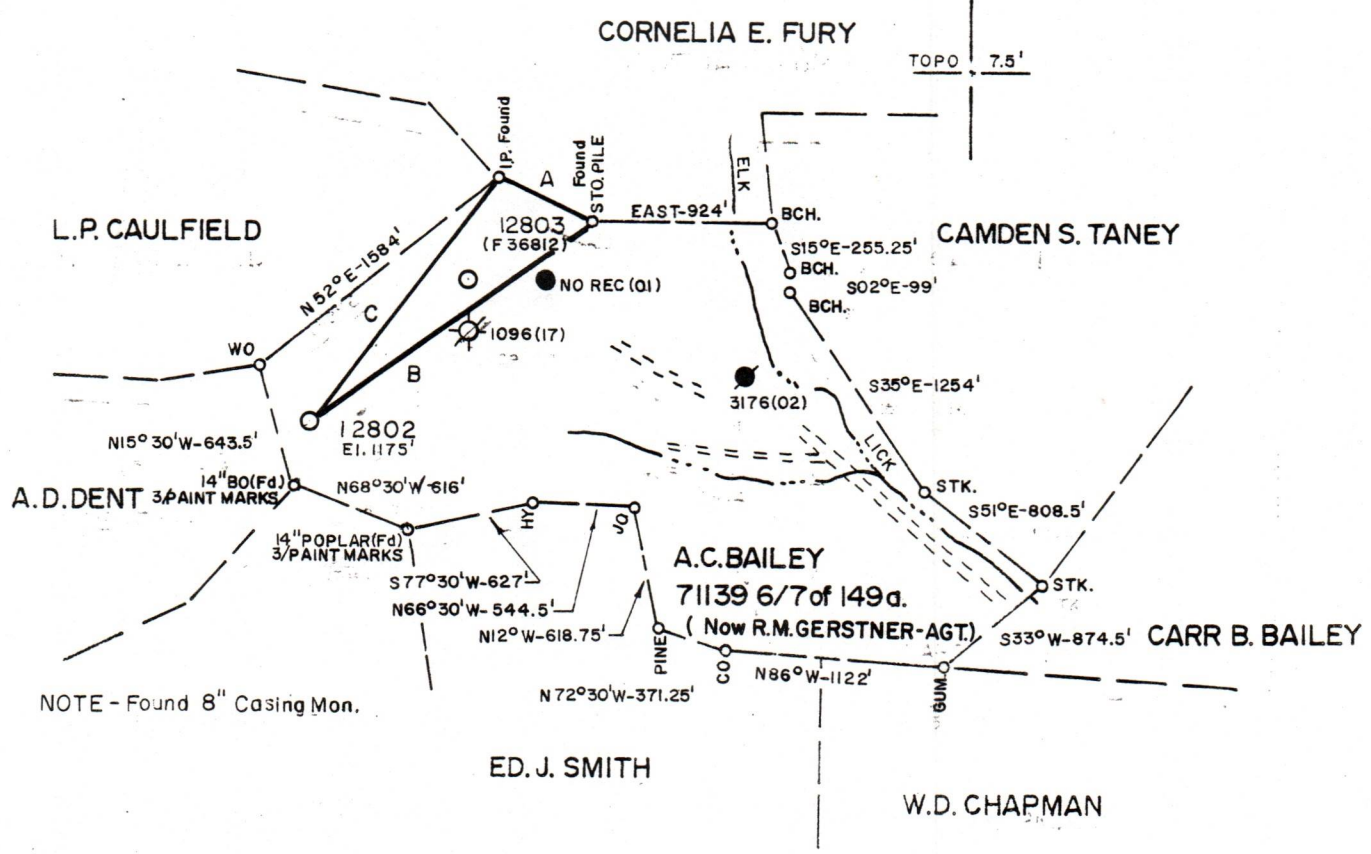 CORNELIA E. FURY
TOPO 7.5'
I.P. Found
A
Found
STO. PILE
ELK
L.P. CAULFIELD
12803
(F 36812)
EAST-924'
BCH.
CAMDEN S. TANEY
S15°E-255.25'
BCH.
S02°E-99'
BCH.
N52°E-1584'
C
NO REC (01)
1096(17)
WO
B
3176(02)
S35°E-1254'
N15°30'W-643.5'
12802
El. 1175'
LICK
A.D. DENT
14"BO(Fd)
3/PAINT MARKS
N68°30'W-616'
STK.
S51°E-808.5'
HY
JO
14"POPLAR(Fd)
3/PAINT MARKS
S77°30'W-627'
N66°30'W-544.5'
N12°W-618.75'
A.C. BAILEY
71139 6/7 of 149a.
( Now R.M. GERSTNER-AGT.)
STK.
S33°W-874.5'
CARR B. BAILEY
PINE
CO
N86°W-1122'
GUM
N72°30'W-371.25'
NOTE - Found 8" Casing Mon.
ED. J. SMITH
W.D. CHAPMAN